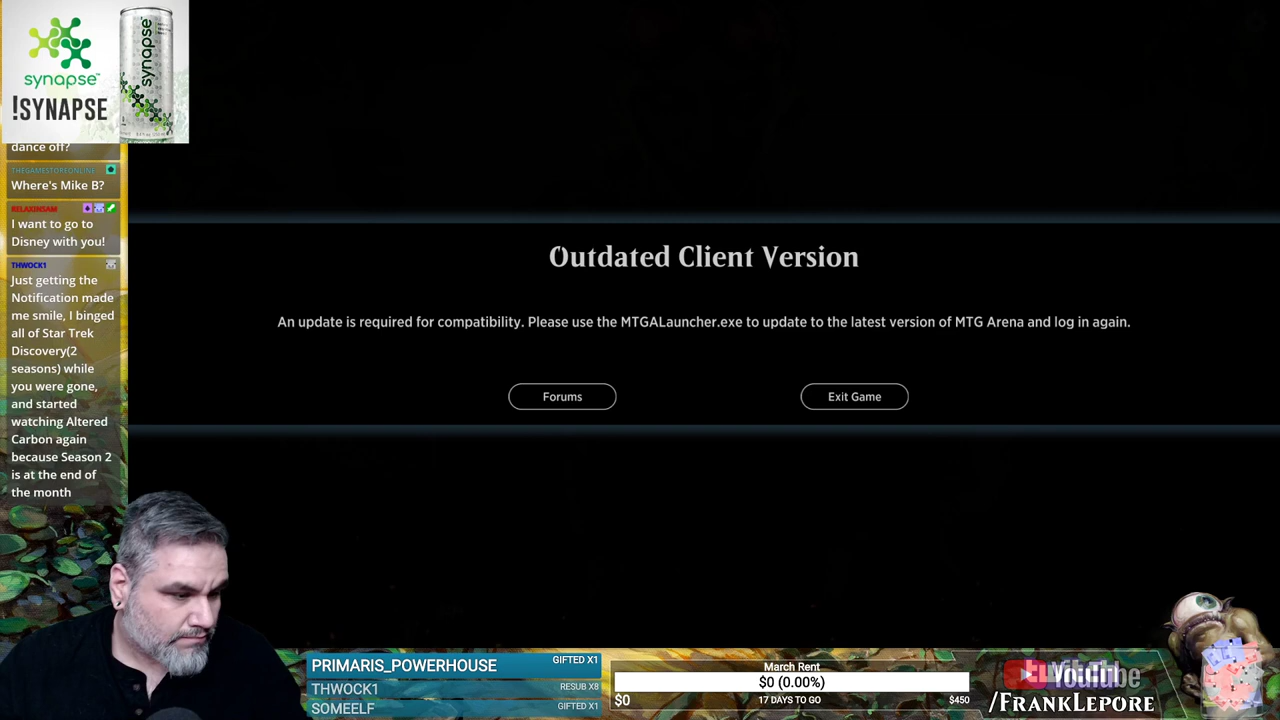 synapse™
!SYNAPSE
synapse
dance off?
THEGAMESTOREONLINE
Where's Mike B?
RELAXINSAM
I want to go to
Disney with you!
THWOCK1
Just getting the
Notification made
me smile, I binged
all of Star Trek
Discovery(2
seasons) while
you were gone,
and started
watching Altered
Carbon again
because Season 2
is at the end of
the month
Outdated Client Version
An update is required for compatibility. Please use the MTGALauncher.exe to update to the latest version of MTG Arena and log in again.
Forums
Exit Game
PRIMARIS_POWERHOUSE GIFTED X1
THWOCK1 RESUB X8
SOMEELF GIFTED X1
March Rent
$0 (0.00%)
$0 17 DAYS TO GO $450
YouTube
/FRANKLEPORE